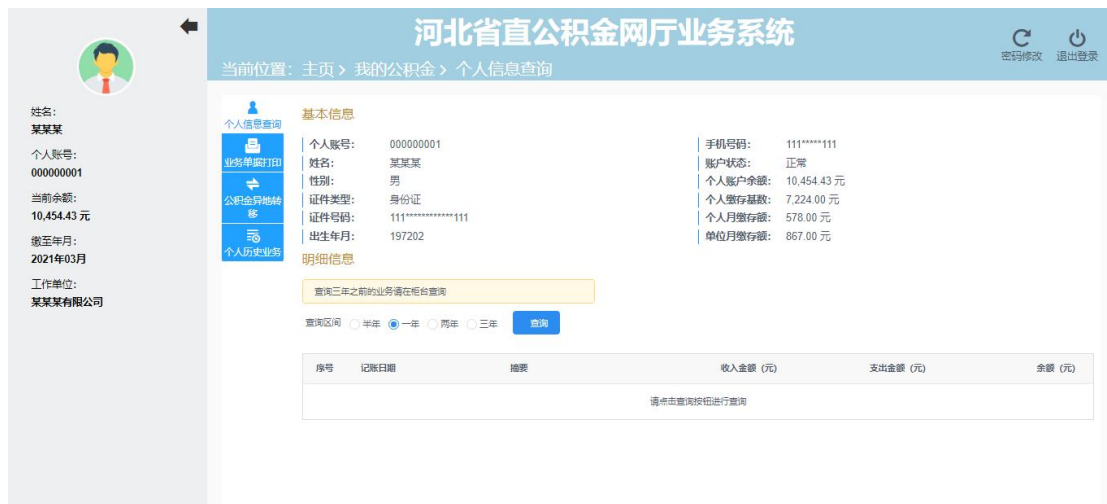 河北省直公积金网厅业务系统
密码修改
退出登录
当前位置：主页 > 我的公积金 > 个人信息查询
姓名：
某某某
个人账号：
000000001
当前余额：
10,454.43 元
缴至年月：
2021年03月
工作单位：
某某某有限公司
个人信息查询
业务单据打印
公积金异地转
移
个人历史业务
基本信息
个人账号： 000000001 手机号码： 111*****111
姓名： 某某某 账户状态： 正常
性别： 男 个人账户余额： 10,454.43 元
证件类型： 身份证 个人缴存基数： 7,224.00 元
证件号码： 111************111 个人月缴存额： 578.00 元
出生年月： 197202 单位月缴存额： 867.00 元
明细信息
查询三年之前的业务请在柜台查询
查询区间 半年 一年 两年 三年 查询
序号 记账日期 摘要 收入金额（元） 支出金额（元） 余额（元）
请点击查询按钮进行查询